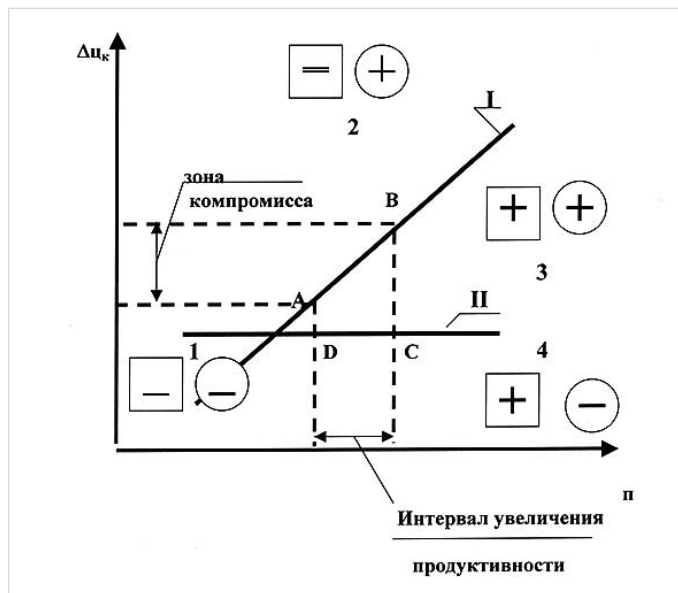 Δцк
= +
2
I
зона
компромисса
B
+ +
3
A
II
1
D
C
4
— —
+ —
п
Интервал увеличения
продуктивности